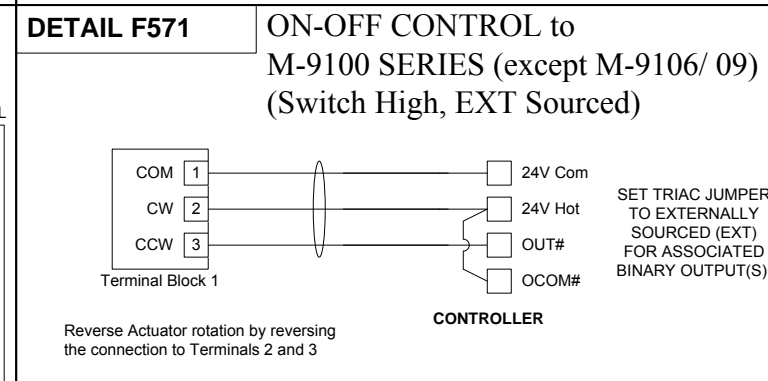 DETAIL F571
ON-OFF CONTROL to
M-9100 SERIES (except M-9106/ 09)
(Switch High, EXT Sourced)
COM 1
CW 2
CCW 3
Terminal Block 1
24V Com
24V Hot
OUT#
OCOM#
CONTROLLER
SET TRIAC JUMPER
TO EXTERNALLY
SOURCED (EXT)
FOR ASSOCIATED
BINARY OUTPUT(S)
Reverse Actuator rotation by reversing
the connection to Terminals 2 and 3